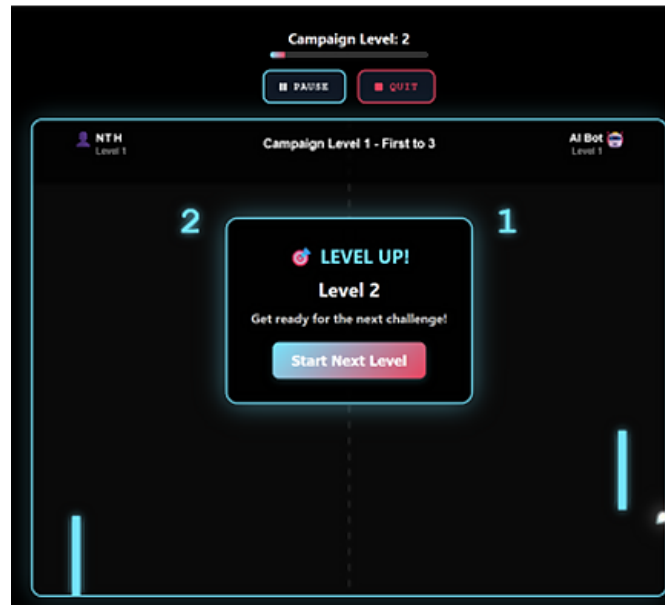 Campaign Level: 2
PAUSE
QUIT
NTH
Level 1
Campaign Level 1 - First to 3
AI Bot
Level 1
2
1
LEVEL UP!
Level 2
Get ready for the next challenge!
Start Next Level